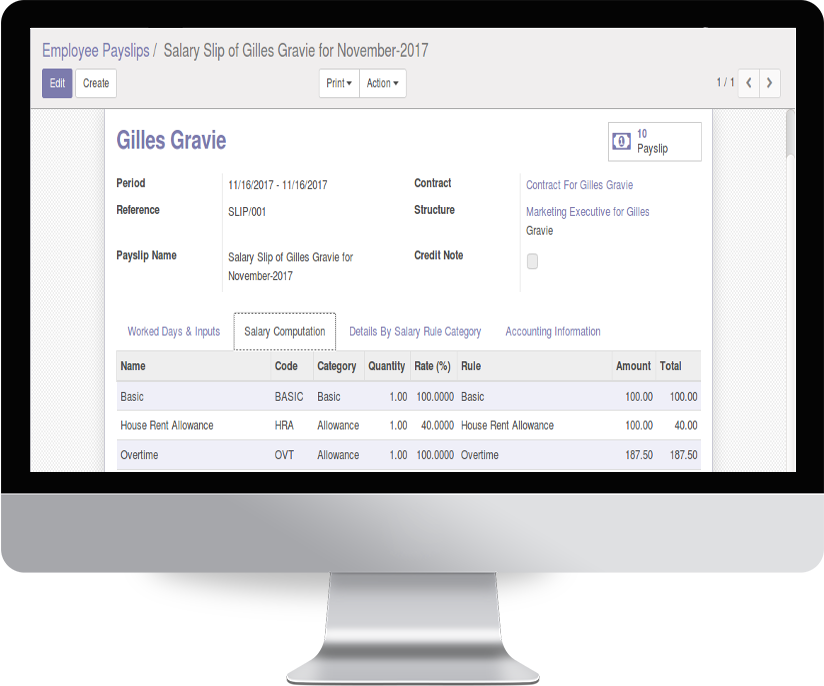 Employee Payslips / Salary Slip of Gilles Gravie for November-2017
Edit Create Print Action 1 / 1
Gilles Gravie
10
Payslip
Period 11/16/2017 - 11/16/2017 Contract Contract For Gilles Gravie
Reference SLIP/001 Structure Marketing Executive for Gilles
Gravie
Payslip Name Salary Slip of Gilles Gravie for Credit Note
November-2017
Worked Days & Inputs Salary Computation Details By Salary Rule Category Accounting Information
Name Code Category Quantity Rate (%) Rule Amount Total
Basic BASIC Basic 1.00 100.0000 Basic 100.00 100.00
House Rent Allowance HRA Allowance 1.00 40.0000 House Rent Allowance 100.00 40.00
Overtime OVT Allowance 1.00 100.0000 Overtime 187.50 187.50